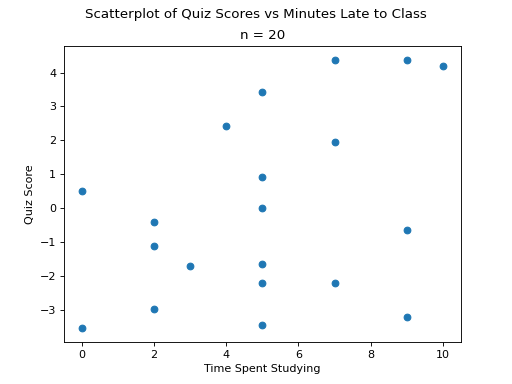 Scatterplot of Quiz Scores vs Minutes Late to Class
n = 20
4
3
2
1
0
−1
−2
−3
Quiz Score
0 2 4 6 8 10
Time Spent Studying